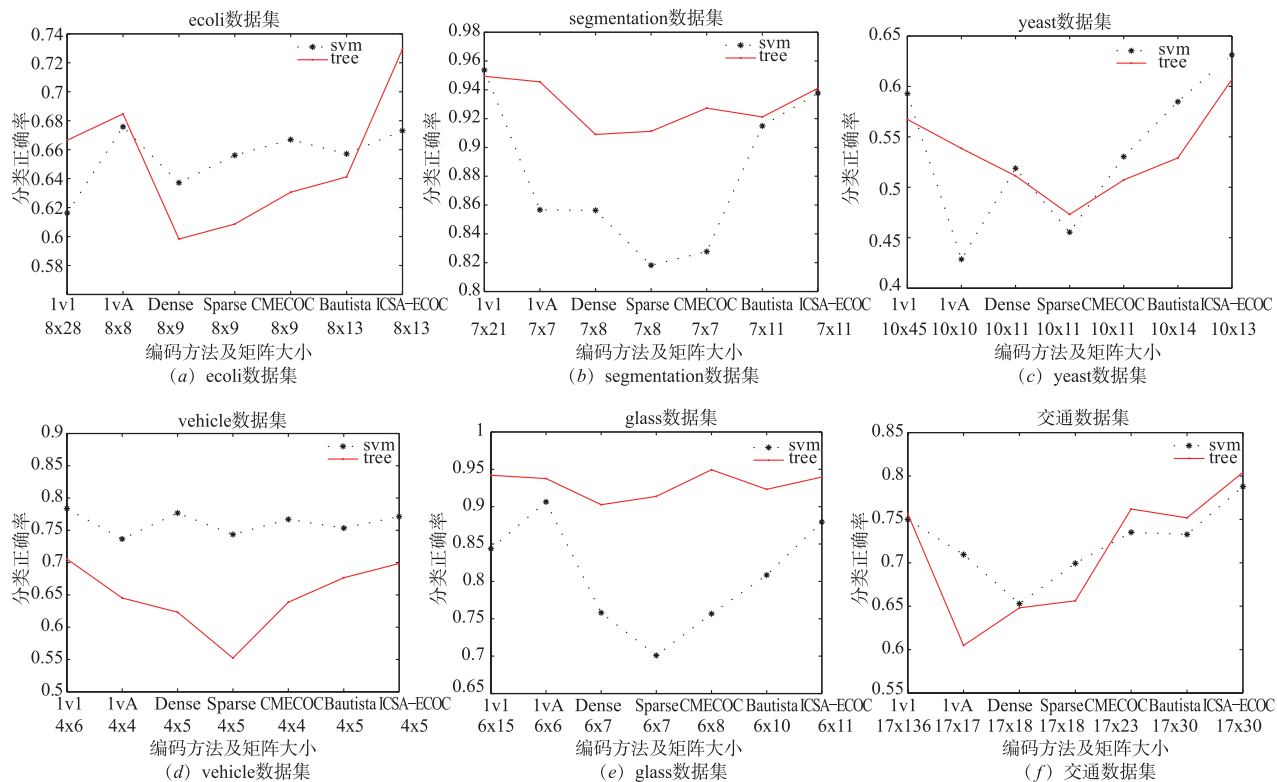 ecoli数据集
0.74
0.72
0.7
0.68
0.66
0.64
0.62
0.6
0.58
分类正确率
svm
tree
1v1 1vA Dense Sparse CMECOC Bautista ICSA-ECOC
8x28 8x8 8x9 8x9 8x9 8x13 8x13
编码方法及矩阵大小
(a) ecoli数据集
segmentation数据集
0.98
0.96
0.94
0.92
0.9
0.88
0.86
0.84
0.82
0.8
分类正确率
svm
tree
1v1 1vA Dense Sparse CMECOC Bautista ICSA-ECOC
7x21 7x7 7x8 7x8 7x7 7x11 7x11
编码方法及矩阵大小
(b) segmentation数据集
yeast数据集
0.65
0.6
0.55
0.5
0.45
0.4
分类正确率
svm
tree
1v1 1vA Dense Sparse CMECOC Bautista ICSA-ECOC
10x45 10x10 10x11 10x11 10x11 10x14 10x13
编码方法及矩阵大小
(c) yeast数据集
vehicle数据集
0.9
0.85
0.8
0.75
0.7
0.65
0.6
0.55
0.5
分类正确率
svm
tree
1v1 1vA Dense Sparse CMECOC Bautista ICSA-ECOC
4x6 4x4 4x5 4x5 4x4 4x5 4x5
编码方法及矩阵大小
(d) vehicle数据集
glass数据集
1
0.95
0.9
0.85
0.8
0.75
0.7
0.65
分类正确率
svm
tree
1v1 1vA Dense Sparse CMECOC Bautista ICSA-ECOC
6x15 6x6 6x7 6x7 6x8 6x10 6x11
编码方法及矩阵大小
(e) glass数据集
交通数据集
0.85
0.8
0.75
0.7
0.65
0.6
0.55
分类正确率
svm
tree
1v1 1vA Dense Sparse CMECOC Bautista ICSA-ECOC
17x136 17x17 17x18 17x18 17x23 17x30 17x30
编码方法及矩阵大小
(f) 交通数据集